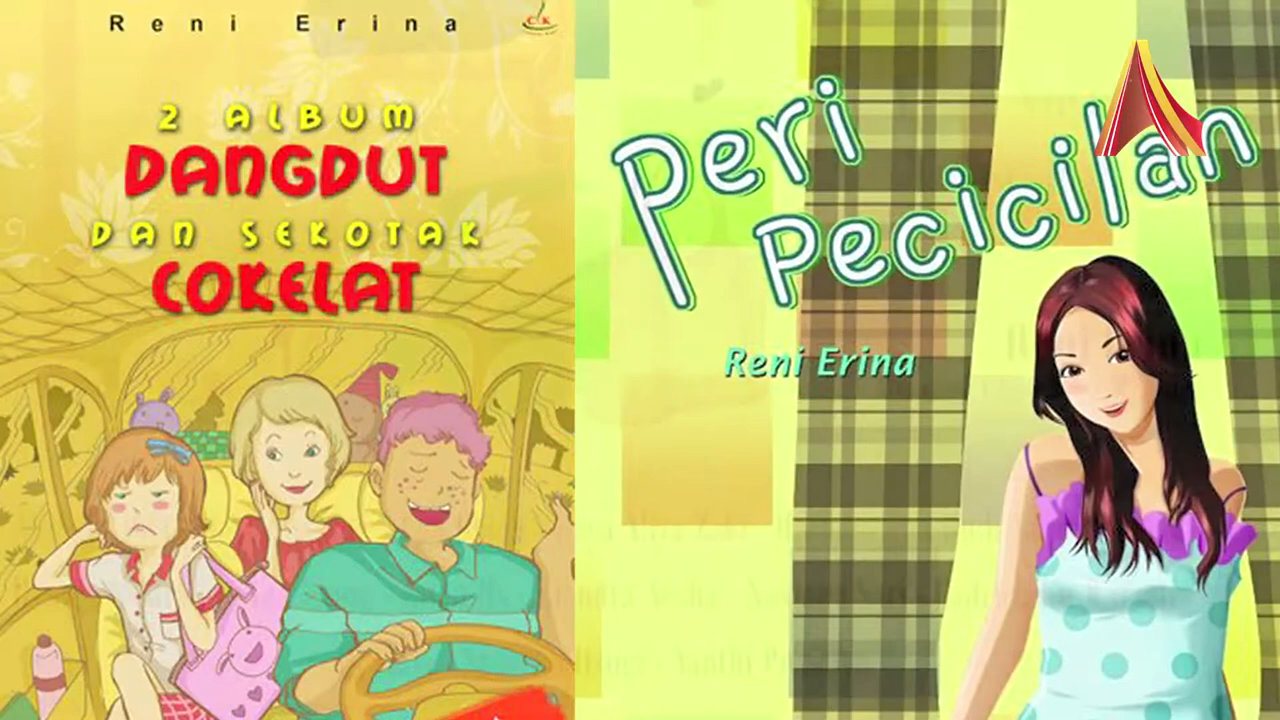 Reni Erina
2 ALBUM
DANGDUT
DAN SEKOTAK
COKELAT
Peri
Pecicilan
Reni Erina